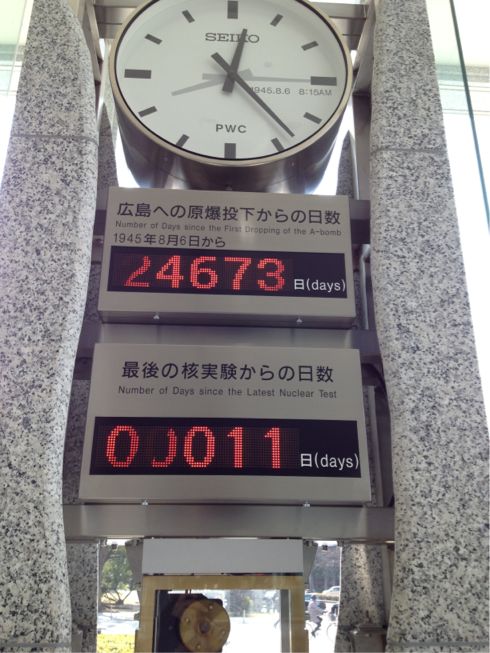 SEIKO
1945.8.6 8:15AM
PWC
広島への原爆投下からの日数
Number of Days since the First Dropping of the A-bomb
1945年8月6日から
24673 日(days)
最後の核実験からの日数
Number of Days since the Latest Nuclear Test
00011 日(days)